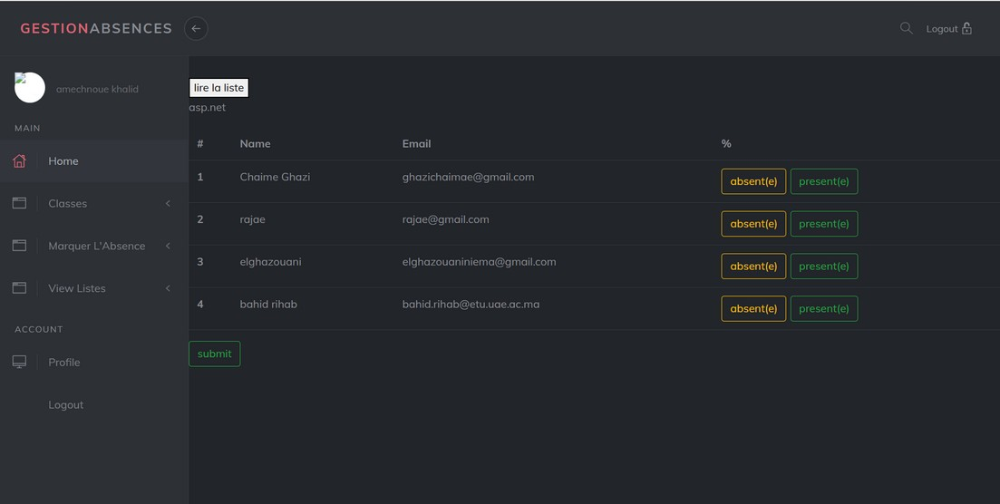 GESTIONABSENCES
Logout
amechnoue khalid
MAIN
Home
Classes
Marquer L'Absence
View Listes
ACCOUNT
Profile
Logout
lire la liste
asp.net
# Name Email %
1 Chaime Ghazi ghazichaimae@gmail.com absent(e) present(e)
2 rajae rajae@gmail.com absent(e) present(e)
3 elghazouani elghazouaniniema@gmail.com absent(e) present(e)
4 bahid rihab bahid.rihab@etu.uae.ac.ma absent(e) present(e)
submit